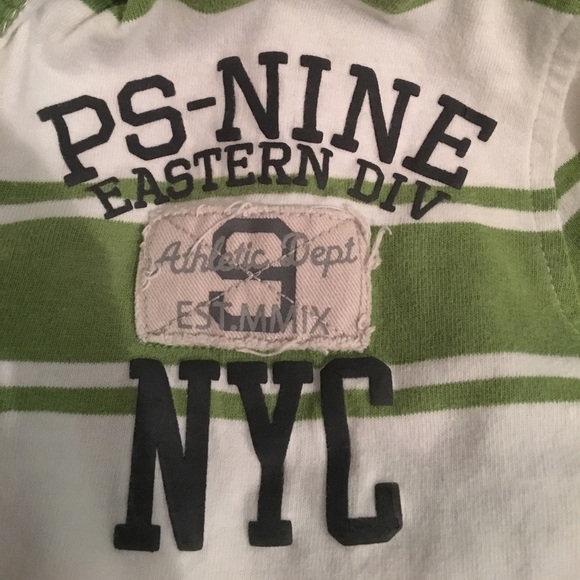 PS-NINE
EASTERN DIV
Athletic Dept
9
EST.MMIX
NYC